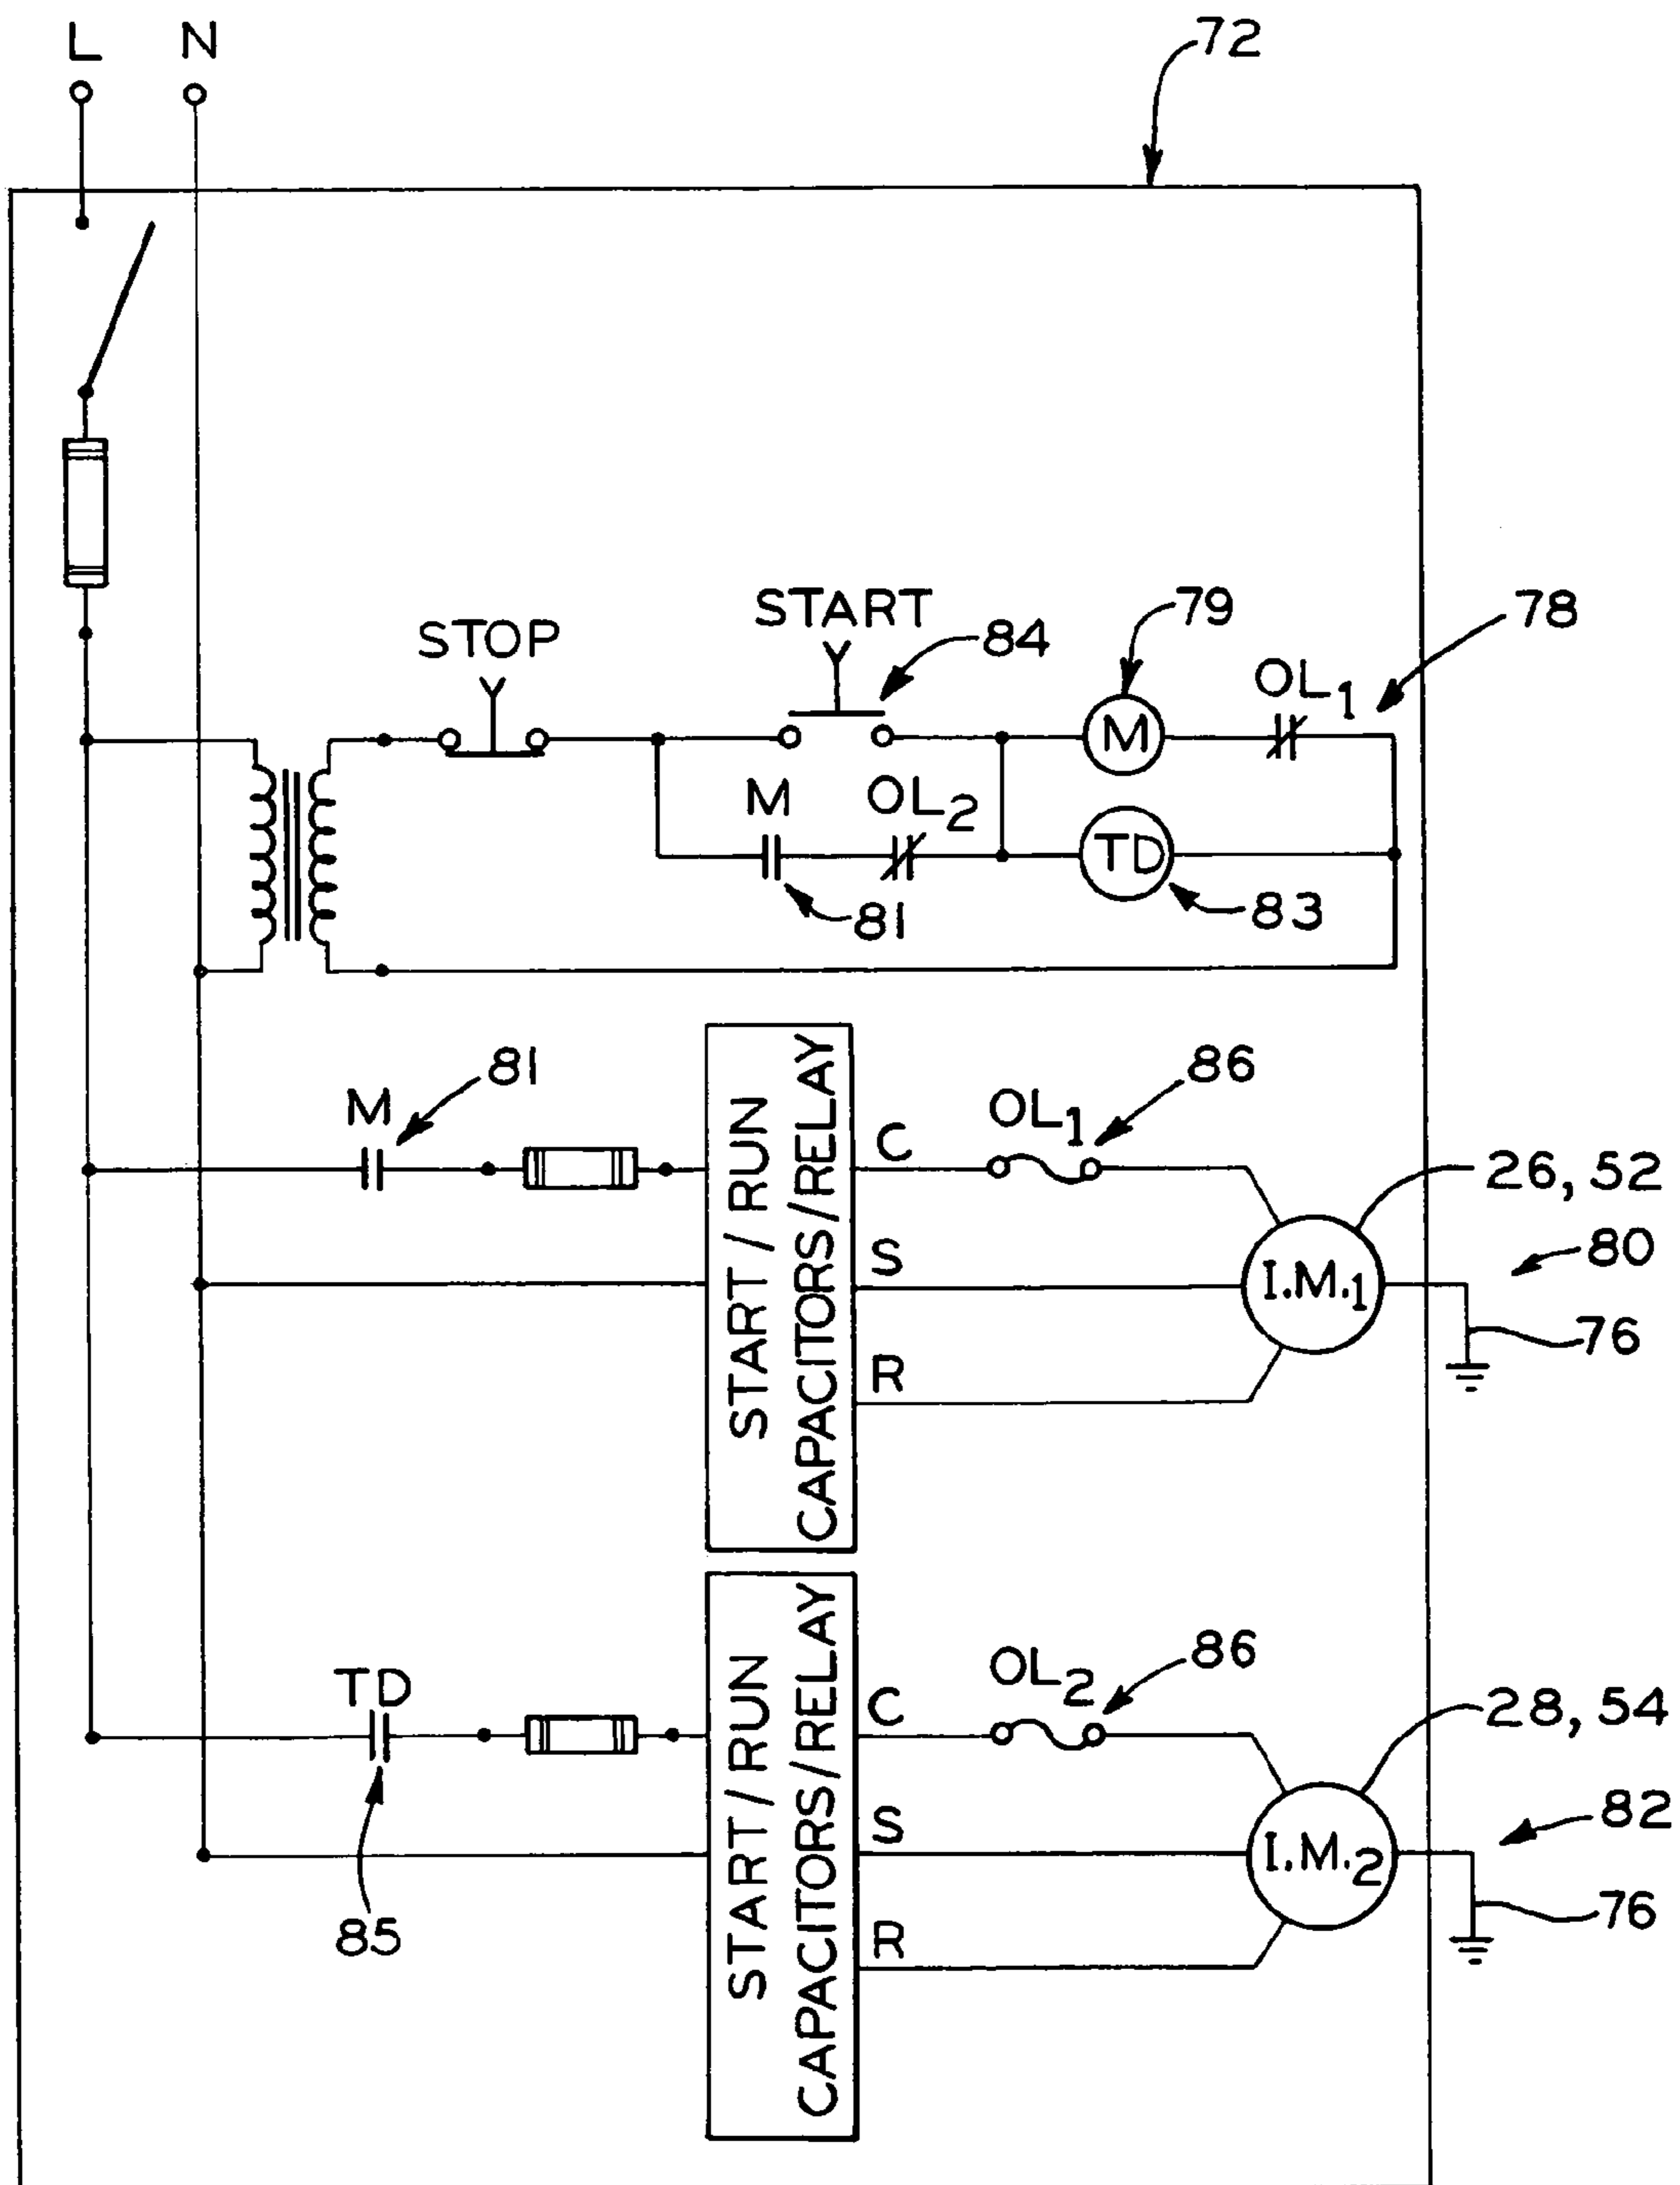 L N
72
START
79
78
STOP
84
OL1
M
M
OL2
TD
81
83
81
86
M
OL1
C
26, 52
S
80
I.M.1
R
76
START/RUN
CAPACITORS/RELAY
TD
OL2
86
C
28, 54
S
82
I.M.2
R
76
85
START/RUN
CAPACITORS/RELAY